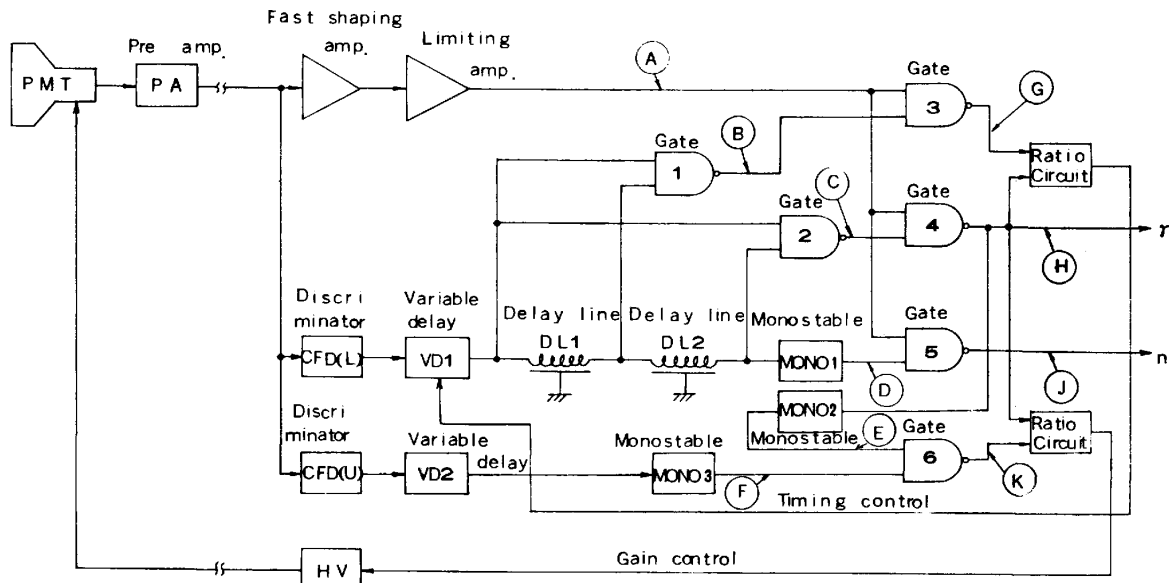 Fast shaping
amp.
Pre amp.
Limiting
amp.
PMT
PA
A
Gate
3
G
Gate
1
B
Ratio
Circuit
Gate
2
C
Gate
4
γ
H
Discri
minator
CFD(L)
Variable
delay
VD1
Delay line
DL1
Delay line
DL2
Monostable
MONO1
D
Gate
5
n
J
MONO2
Monostable
E
Gate
6
Ratio
Circuit
K
Discri
minator
CFD(U)
Variable
delay
VD2
Monostable
MONO3
F
Timing control
Gain control
HV